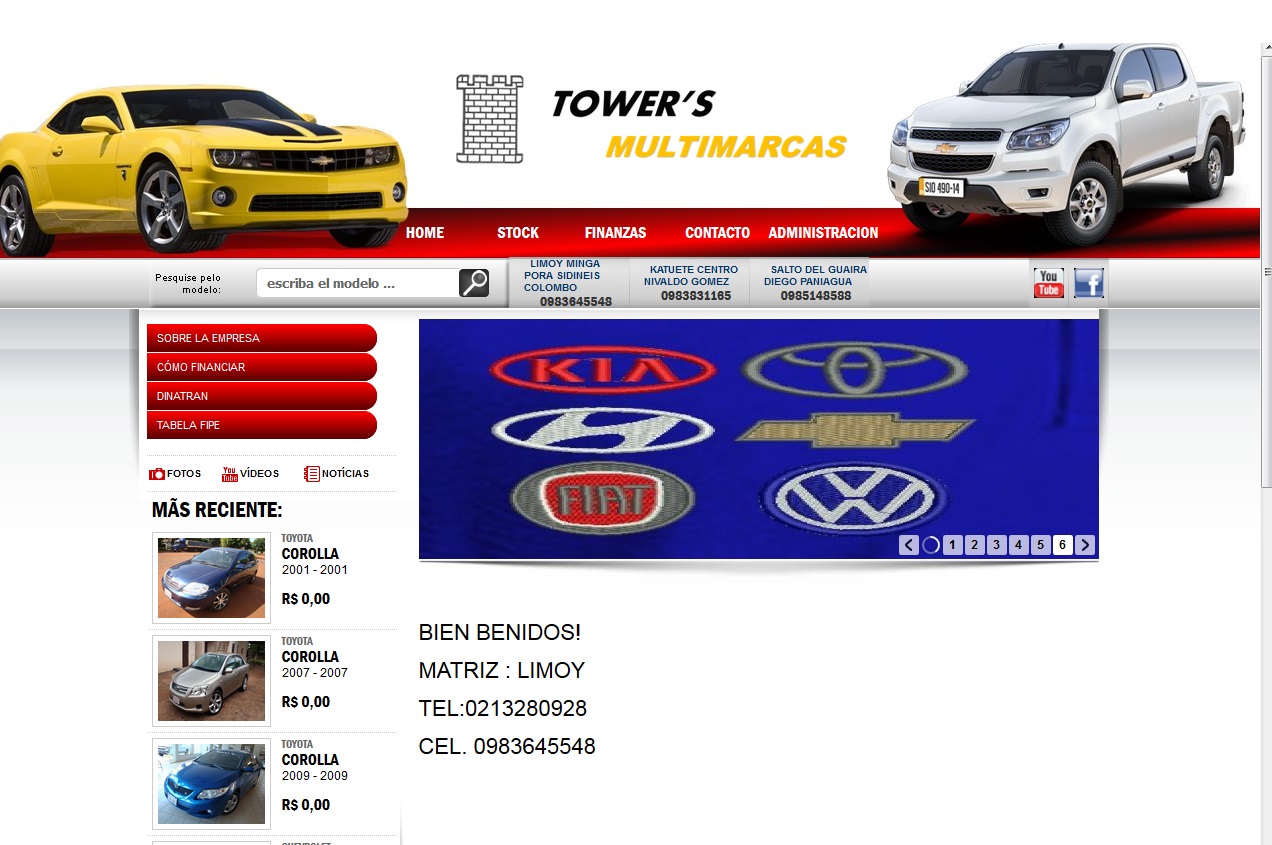 TOWER'S
MULTIMARCAS
SIO 490-14
HOME STOCK FINANZAS CONTACTO ADMINISTRACION
Pesquise pelo
modelo:
escriba el modelo ...
LIMOY MINGA
PORA SIDINEIS
COLOMBO
0983645548
KATUETE CENTRO
NIVALDO GOMEZ
0983831165
SALTO DEL GUAIRA
DIEGO PANIAGUA
0985148588
You
Tube
f
SOBRE LA EMPRESA
CÓMO FINANCIAR
DINATRAN
TABELA FIPE
FOTOS
You
Tube
VÍDEOS
NOTÍCIAS
KIA
FIAT
VW
1 2 3 4 5 6
MÃS RECIENTE:
TOYOTA
COROLLA
2001 - 2001
R$ 0,00
TOYOTA
COROLLA
2007 - 2007
R$ 0,00
TOYOTA
COROLLA
2009 - 2009
R$ 0,00
BIEN BENIDOS!
MATRIZ : LIMOY
TEL:0213280928
CEL. 0983645548